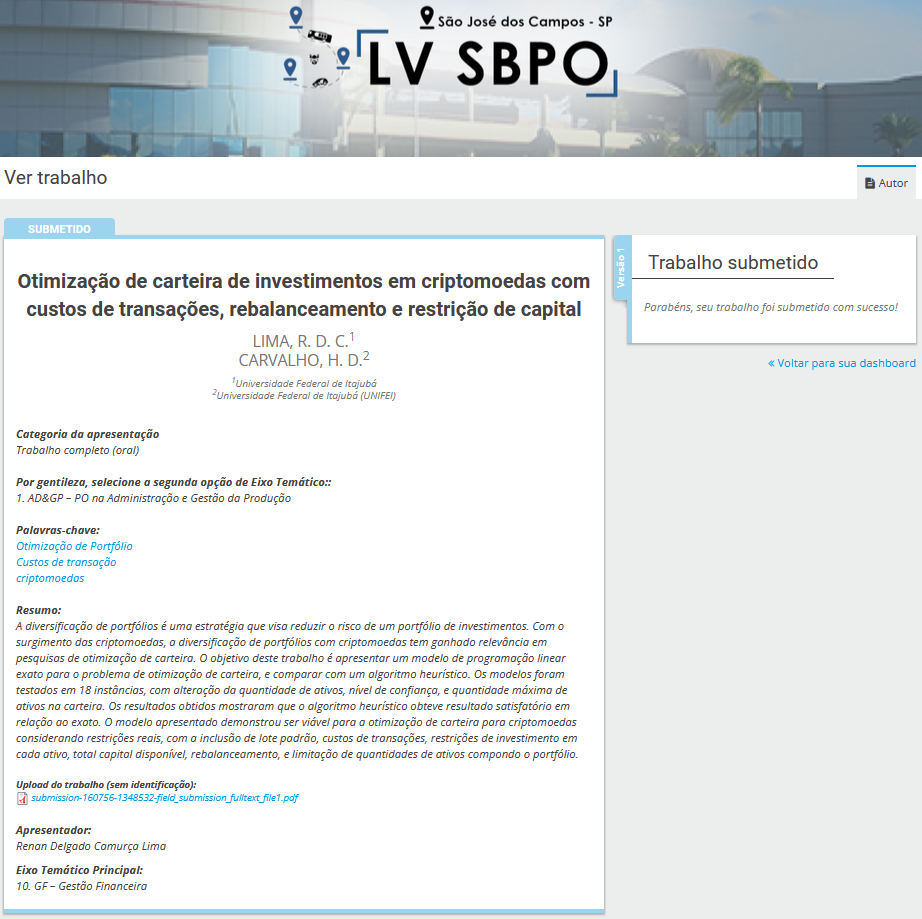 São José dos Campos - SP
LV SBPO
Ver trabalho
Autor
SUBMETIDO
Otimização de carteira de investimentos em criptomoedas com
custos de transações, rebalanceamento e restrição de capital
LIMA, R. D. C.1
CARVALHO, H. D.2
1Universidade Federal de Itajubá
2Universidade Federal de Itajubá (UNIFEI)
Categoria da apresentação
Trabalho completo (oral)
Por gentileza, selecione a segunda opção de Eixo Temático::
1. AD&GP – PO na Administração e Gestão da Produção
Palavras-chave:
Otimização de Portfólio
Custos de transação
criptomoedas
Resumo:
A diversificação de portfólios é uma estratégia que visa reduzir o risco de um portfólio de investimentos. Com o
surgimento das criptomoedas, a diversificação de portfólios com criptomoedas tem ganhado relevância em
pesquisas de otimização de carteira. O objetivo deste trabalho é apresentar um modelo de programação linear
exato para o problema de otimização de carteira, e comparar com um algoritmo heurístico. Os modelos foram
testados em 18 instâncias, com alteração da quantidade de ativos, nível de confiança, e quantidade máxima de
ativos na carteira. Os resultados obtidos mostraram que o algoritmo heurístico obteve resultado satisfatório em
relação ao exato. O modelo apresentado demonstrou ser viável para a otimização de carteira para criptomoedas
considerando restrições reais, com a inclusão de lote padrão, custos de transações, restrições de investimento em
cada ativo, total capital disponível, rebalanceamento, e limitação de quantidades de ativos compondo o portfólio.
Upload do trabalho (sem identificação):
submission-160756-1348532-field_submission_fulltext_file1.pdf
Apresentador:
Renan Delgado Camurça Lima
Eixo Temático Principal:
10. GF – Gestão Financeira
Versão 1
Trabalho submetido
Parabéns, seu trabalho foi submetido com sucesso!
« Voltar para sua dashboard